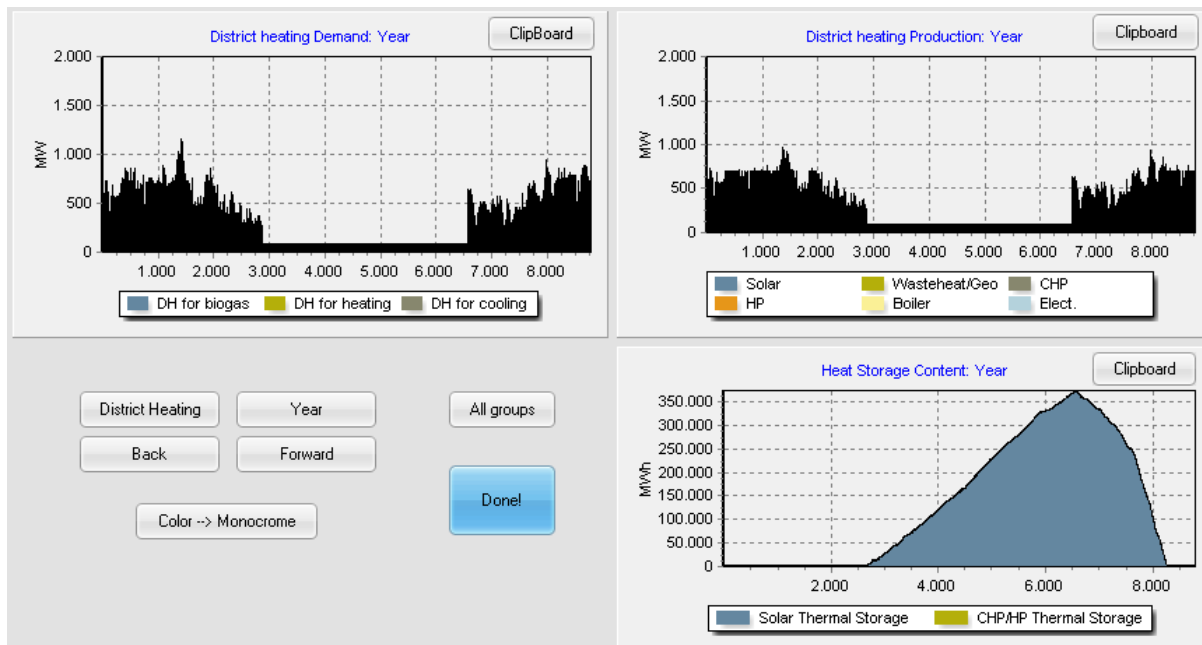 District heating Demand: Year
ClipBoard
2.000
1.500
1.000
500
0
MW
1.000 2.000 3.000 4.000 5.000 6.000 7.000 8.000
DH for biogas DH for heating DH for cooling
District heating Production: Year
Clipboard
2.000
1.500
1.000
500
0
MW
1.000 2.000 3.000 4.000 5.000 6.000 7.000 8.000
Solar Wasteheat/Geo CHP
HP Boiler Elect.
District Heating Year All groups
Back Forward
Done!
Color --> Monocrome
Heat Storage Content: Year
Clipboard
350.000
300.000
250.000
200.000
150.000
100.000
50.000
0
MWh
2.000 4.000 6.000 8.000
Solar Thermal Storage CHP/HP Thermal Storage